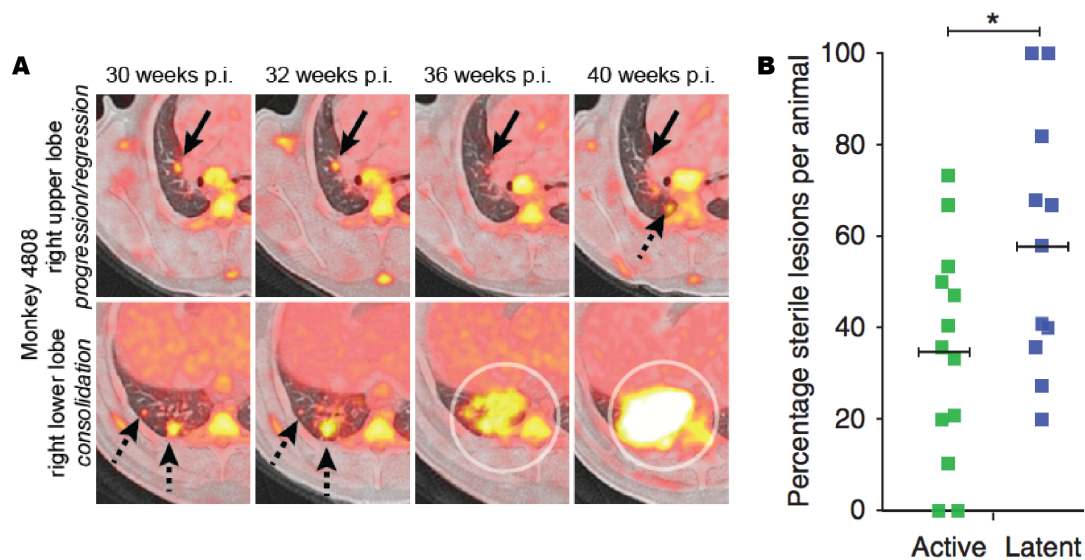 A
30 weeks p.i.
32 weeks p.i.
36 weeks p.i.
40 weeks p.i.
Monkey 4808
right upper lobe
progression/regression
right lower lobe
consolidation
B
*
Percentage sterile lesions per animal
100
80
60
40
20
0
Active
Latent